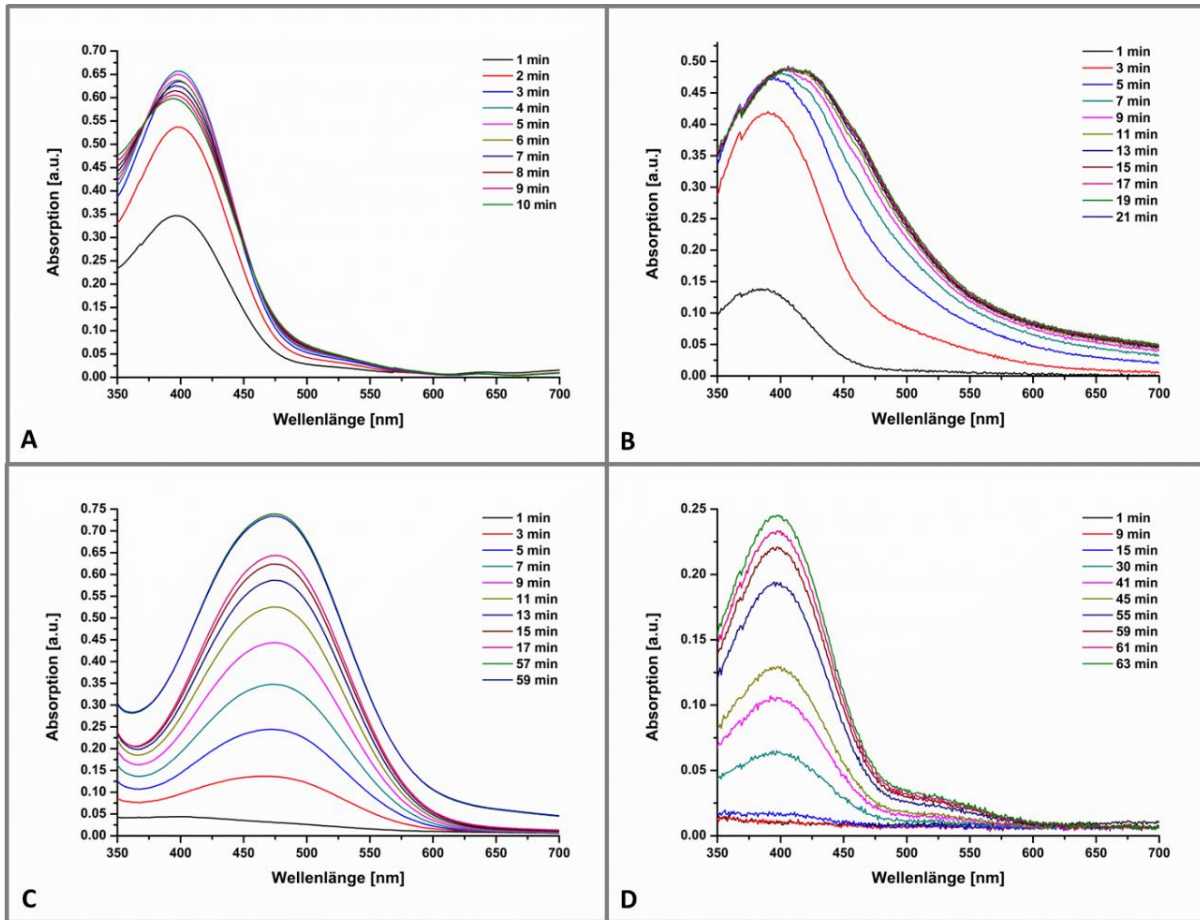 0.70
0.65
0.60
0.55
0.50
0.45
0.40
0.35
0.30
0.25
0.20
0.15
0.10
0.05
0.00
Absorption [a.u.]
350 400 450 500 550 600 650 700
Wellenlänge [nm]
1 min
2 min
3 min
4 min
5 min
6 min
7 min
8 min
9 min
10 min
A
0.50
0.45
0.40
0.35
0.30
0.25
0.20
0.15
0.10
0.05
0.00
Absorption [a.u.]
350 400 450 500 550 600 650 700
Wellenlänge [nm]
1 min
3 min
5 min
7 min
9 min
11 min
13 min
15 min
17 min
19 min
21 min
B
0.75
0.70
0.65
0.60
0.55
0.50
0.45
0.40
0.35
0.30
0.25
0.20
0.15
0.10
0.05
0.00
Absorption [a.u.]
350 400 450 500 550 600 650 700
Wellenlänge [nm]
1 min
3 min
5 min
7 min
9 min
11 min
13 min
15 min
17 min
57 min
59 min
C
0.25
0.20
0.15
0.10
0.05
0.00
Absorption [a.u.]
350 400 450 500 550 600 650 700
Wellenlänge [nm]
1 min
9 min
15 min
30 min
41 min
45 min
55 min
59 min
61 min
63 min
D